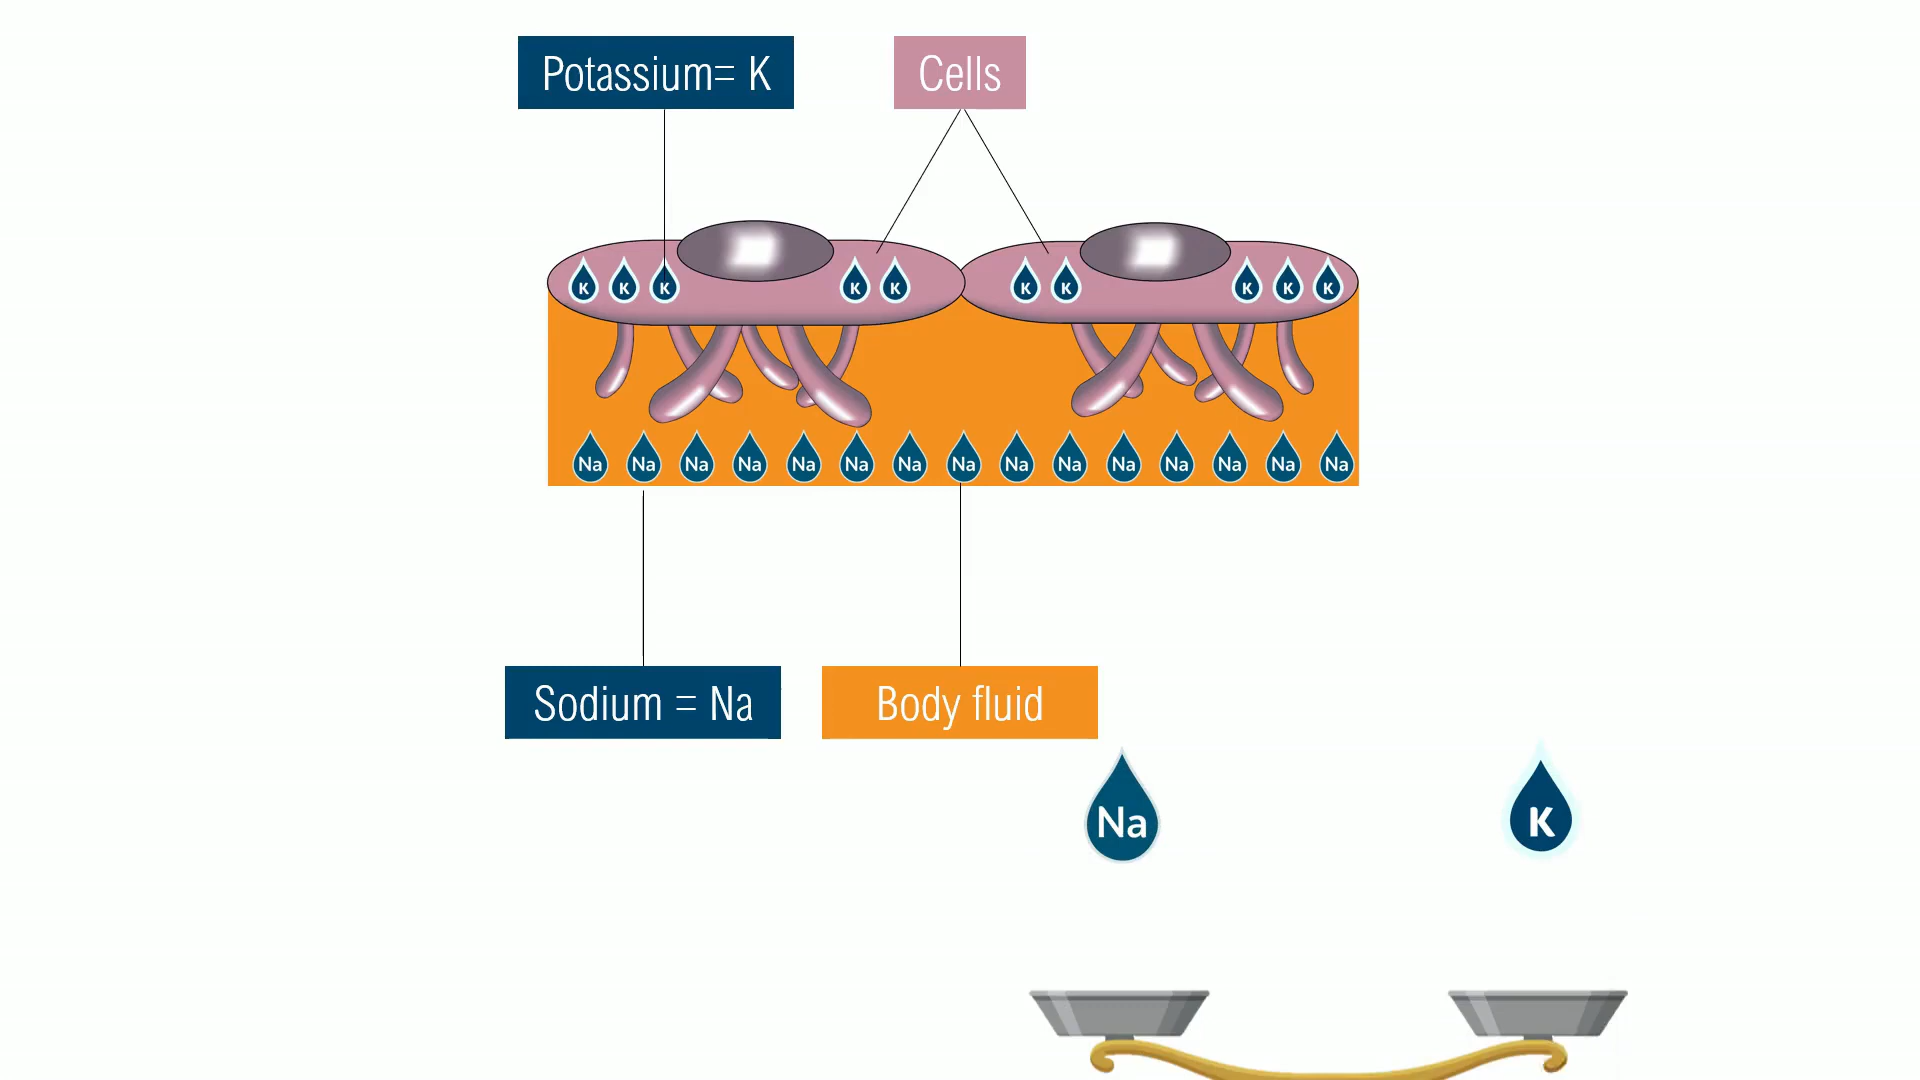 Potassium= K
Cells
K K K K K K K K K K
Na Na Na Na Na Na Na Na Na Na Na Na Na Na Na
Sodium = Na
Body fluid
Na
K